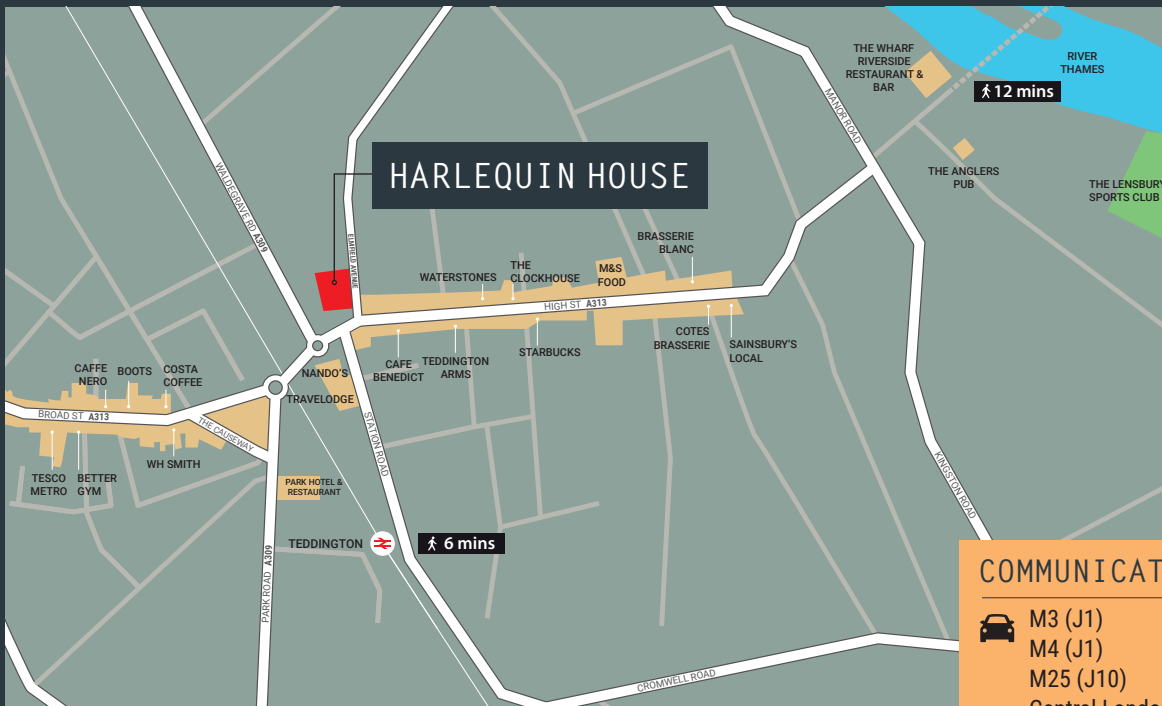 THE WHARF
RIVERSIDE
RESTAURANT &
BAR
RIVER
THAMES
12 mins
MANOR ROAD
THE ANGLERS
PUB
THE LENSBURY
SPORTS CLUB
HARLEQUIN HOUSE
WALDEGRAVE RD A309
ELMFIELD AVENUE
BRASSERIE
BLANC
WATERSTONES
THE
CLOCKHOUSE
M&S
FOOD
HIGH ST A313
COTES
BRASSERIE
SAINSBURY'S
LOCAL
STARBUCKS
TEDDINGTON
ARMS
CAFE
BENEDICT
NANDO'S
TRAVELODGE
STATION ROAD
CAFFE
NERO
BOOTS
COSTA
COFFEE
BROAD ST A313
THE CAUSEWAY
WH SMITH
TESCO
METRO
BETTER
GYM
PARK HOTEL &
RESTAURANT
TEDDINGTON
6 mins
PARK ROAD A309
KINGSTON ROAD
CROMWELL ROAD
COMMUNICAT
M3 (J1)
M4 (J1)
M25 (J10)
Central Londo